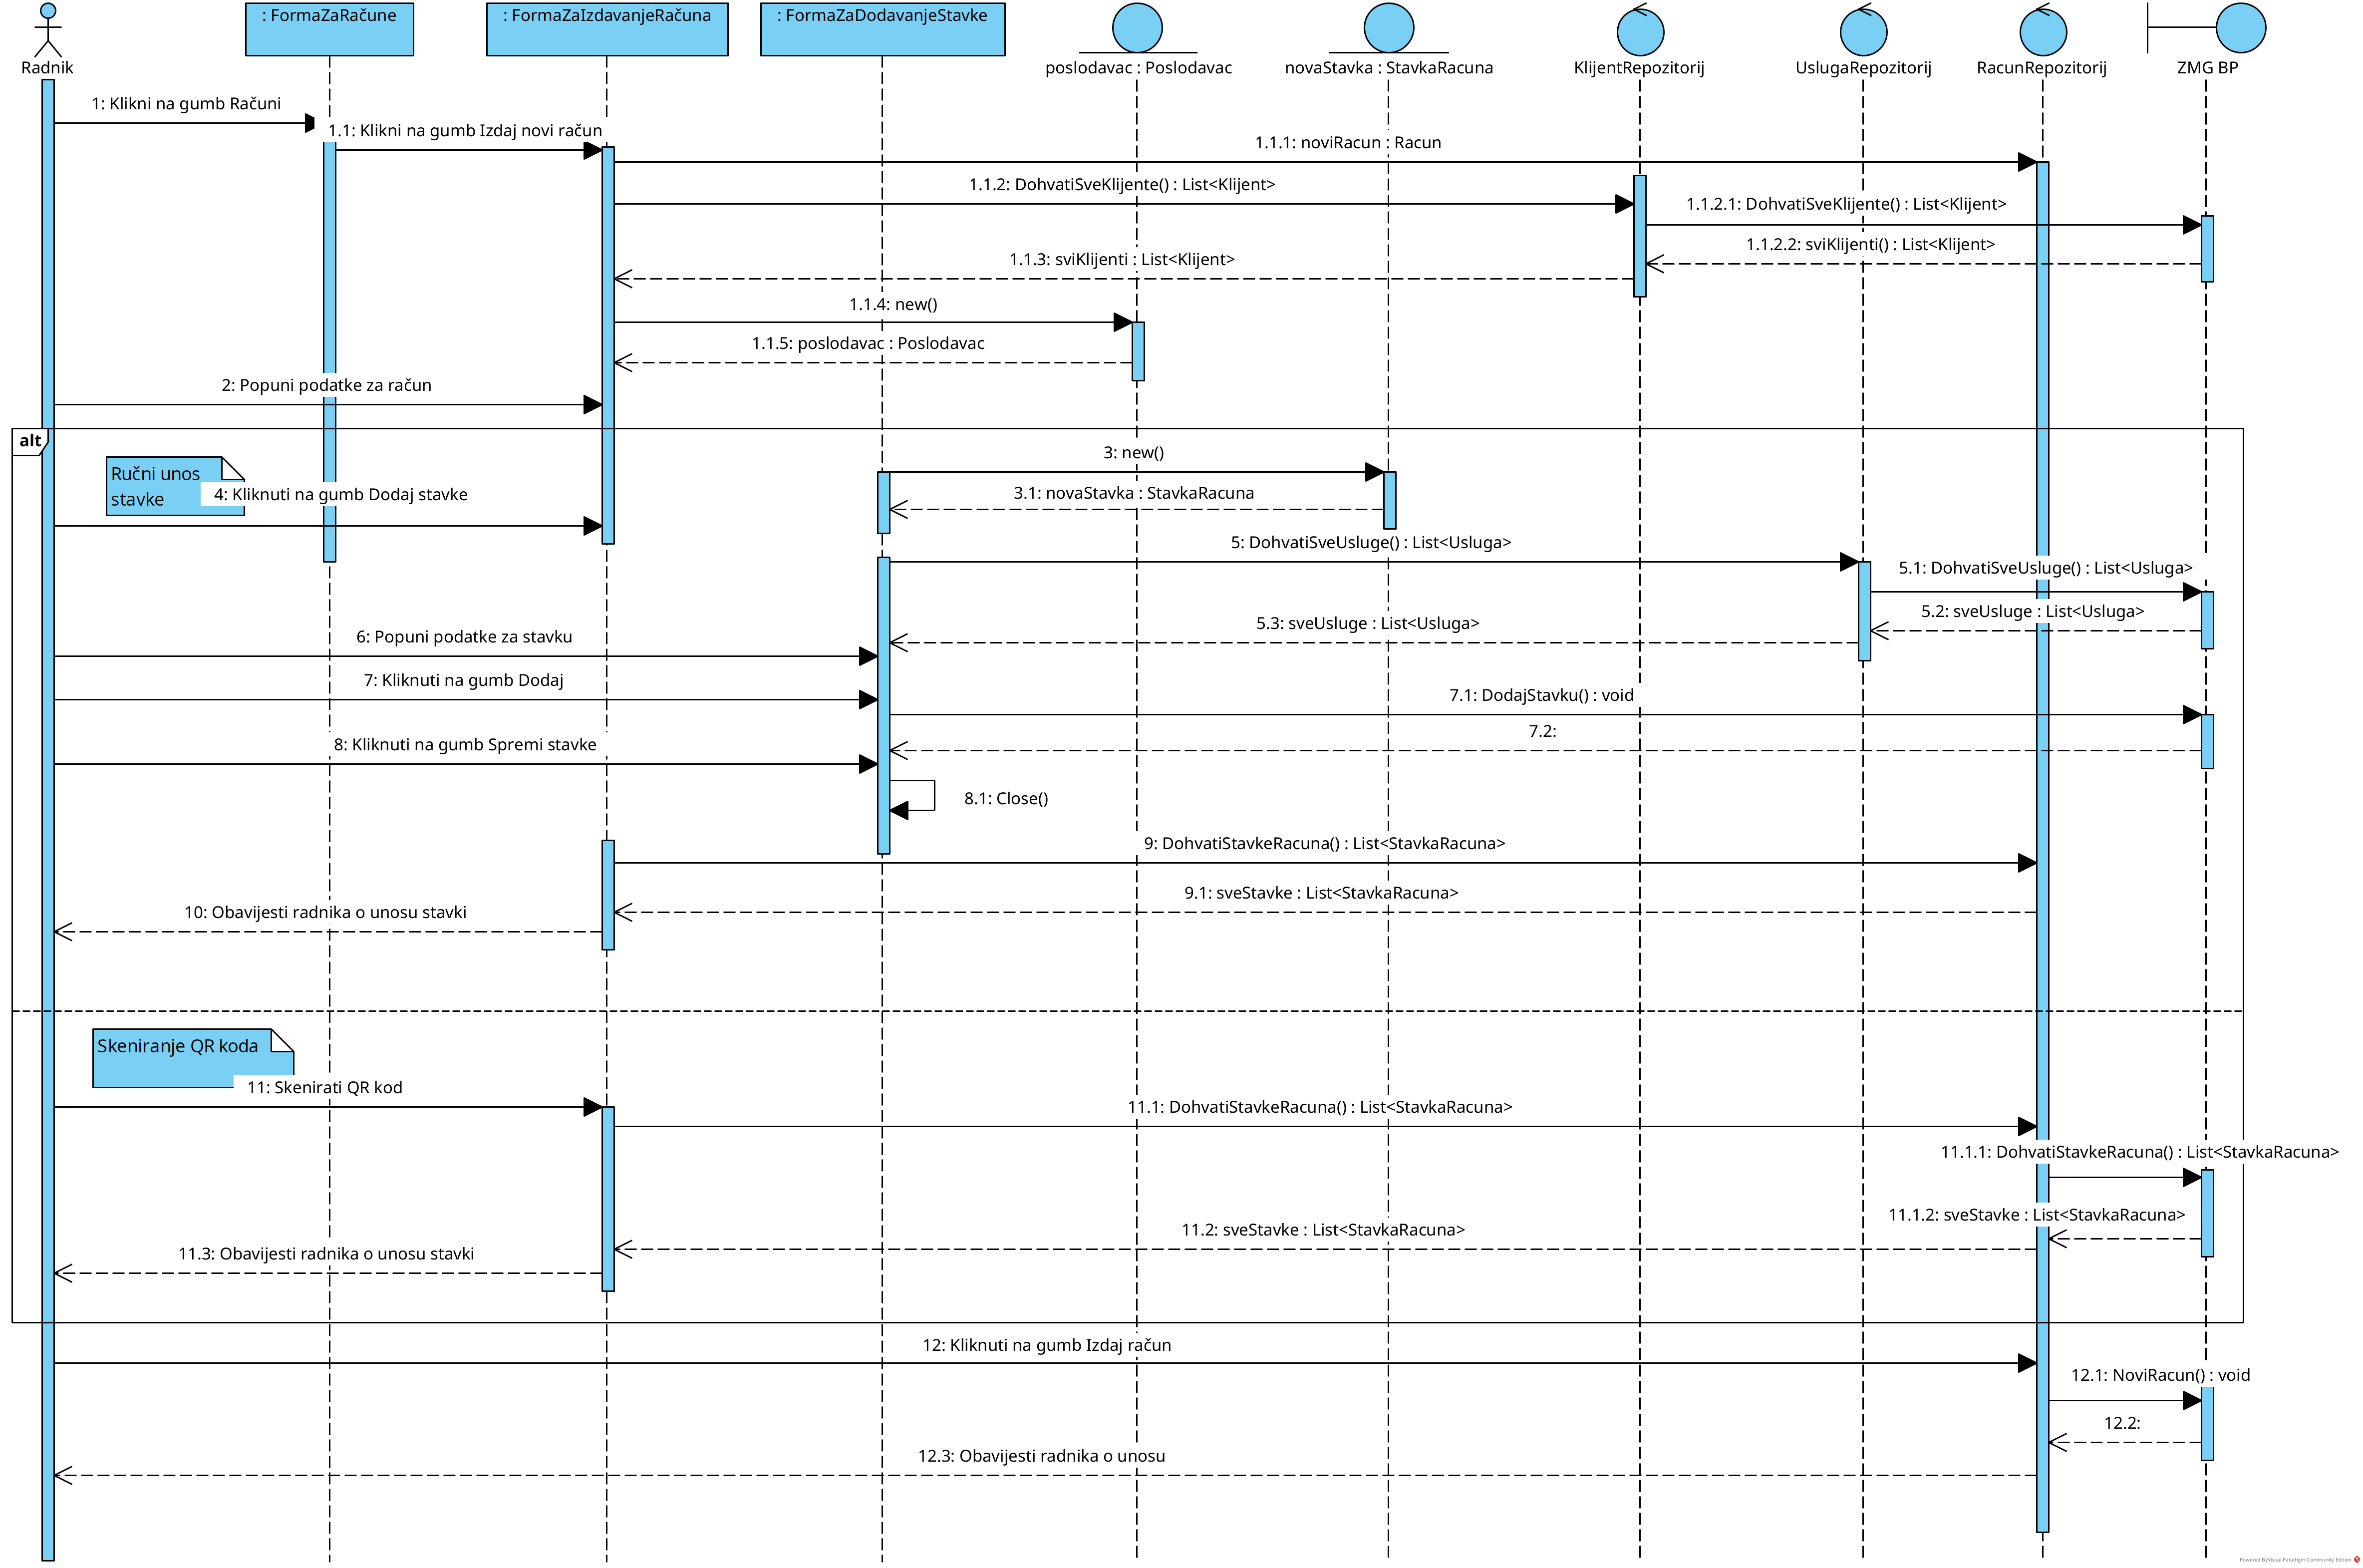 : FormaZaRačune
: FormaZaIzdavanjeRačuna
: FormaZaDodavanjeStavke
Radnik
poslodavac : Poslodavac
novaStavka : StavkaRacuna
KlijentRepozitorij
UslugaRepozitorij
RacunRepozitorij
ZMG BP
1: Klikni na gumb Računi
1.1: Klikni na gumb Izdaj novi račun
1.1.1: noviRacun : Racun
1.1.2: DohvatiSveKlijente() : List<Klijent>
1.1.2.1: DohvatiSveKlijente() : List<Klijent>
1.1.2.2: sviKlijenti() : List<Klijent>
1.1.3: sviKlijenti : List<Klijent>
1.1.4: new()
1.1.5: poslodavac : Poslodavac
2: Popuni podatke za račun
alt
3: new()
Ručni unos
stavke
4: Kliknuti na gumb Dodaj stavke
3.1: novaStavka : StavkaRacuna
5: DohvatiSveUsluge() : List<Usluga>
5.1: DohvatiSveUsluge() : List<Usluga>
5.2: sveUsluge : List<Usluga>
5.3: sveUsluge : List<Usluga>
6: Popuni podatke za stavku
7: Kliknuti na gumb Dodaj
7.1: DodajStavku() : void
7.2:
8: Kliknuti na gumb Spremi stavke
8.1: Close()
9: DohvatiStavkeRacuna() : List<StavkaRacuna>
9.1: sveStavke : List<StavkaRacuna>
10: Obavijesti radnika o unosu stavki
Skeniranje QR koda
11: Skenirati QR kod
11.1: DohvatiStavkeRacuna() : List<StavkaRacuna>
11.1.1: DohvatiStavkeRacuna() : List<StavkaRacuna>
11.1.2: sveStavke : List<StavkaRacuna>
11.2: sveStavke : List<StavkaRacuna>
11.3: Obavijesti radnika o unosu stavki
12: Kliknuti na gumb Izdaj račun
12.1: NoviRacun() : void
12.2:
12.3: Obavijesti radnika o unosu
Powered By Visual Paradigm Community Edition